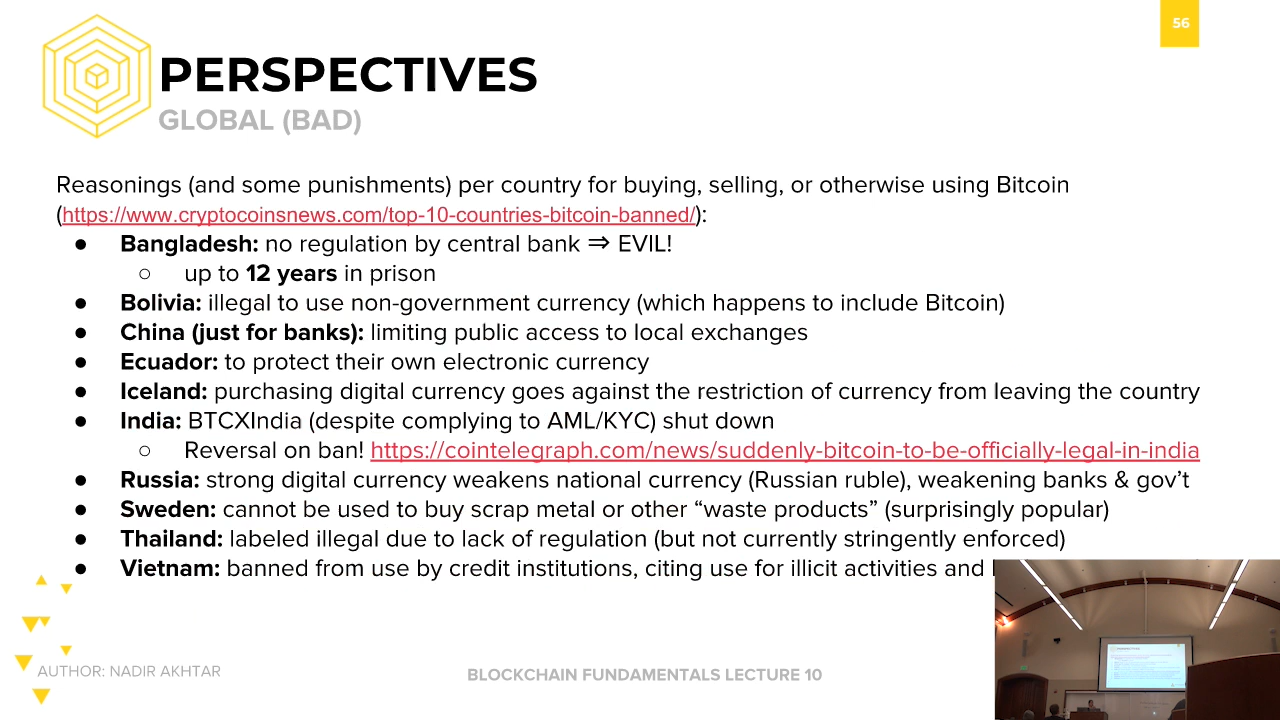 56
PERSPECTIVES
GLOBAL (BAD)
Reasonings (and some punishments) per country for buying, selling, or otherwise using Bitcoin
(https://www.cryptocoinsnews.com/top-10-countries-bitcoin-banned/):
● Bangladesh: no regulation by central bank ⇒ EVIL!
○ up to 12 years in prison
● Bolivia: illegal to use non-government currency (which happens to include Bitcoin)
● China (just for banks): limiting public access to local exchanges
● Ecuador: to protect their own electronic currency
● Iceland: purchasing digital currency goes against the restriction of currency from leaving the country
● India: BTCXIndia (despite complying to AML/KYC) shut down
○ Reversal on ban! https://cointelegraph.com/news/suddenly-bitcoin-to-be-officially-legal-in-india
● Russia: strong digital currency weakens national currency (Russian ruble), weakening banks & gov’t
● Sweden: cannot be used to buy scrap metal or other “waste products” (surprisingly popular)
● Thailand: labeled illegal due to lack of regulation (but not currently stringently enforced)
● Vietnam: banned from use by credit institutions, citing use for illicit activities and
AUTHOR: NADIR AKHTAR
BLOCKCHAIN FUNDAMENTALS LECTURE 10